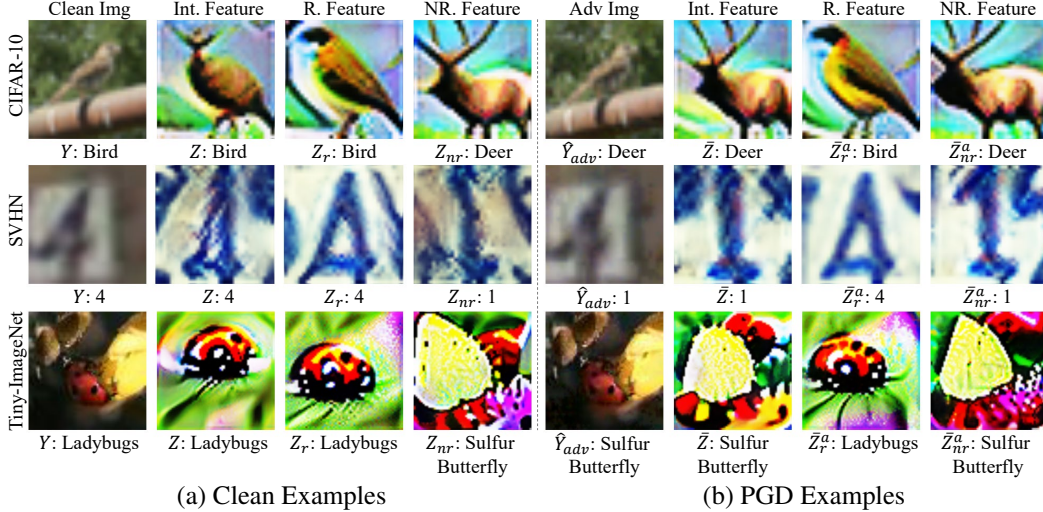 Clean Img Int. Feature R. Feature NR. Feature Adv Img Int. Feature R. Feature NR. Feature
CIFAR-10
Y: Bird Z: Bird Z_r: Bird Z_nr: Deer Ŷ_adv: Deer Z̄: Deer Z̄_r^a: Bird Z̄_nr^a: Deer
SVHN
Y: 4 Z: 4 Z_r: 4 Z_nr: 1 Ŷ_adv: 1 Z̄: 1 Z̄_r^a: 4 Z̄_nr^a: 1
Tiny-ImageNet
Y: Ladybugs Z: Ladybugs Z_r: Ladybugs Z_nr: Sulfur Ŷ_adv: Sulfur Z̄: Sulfur Z̄_r^a: Ladybugs Z̄_nr^a: Sulfur
Butterfly Butterfly Butterfly Butterfly
(a) Clean Examples (b) PGD Examples